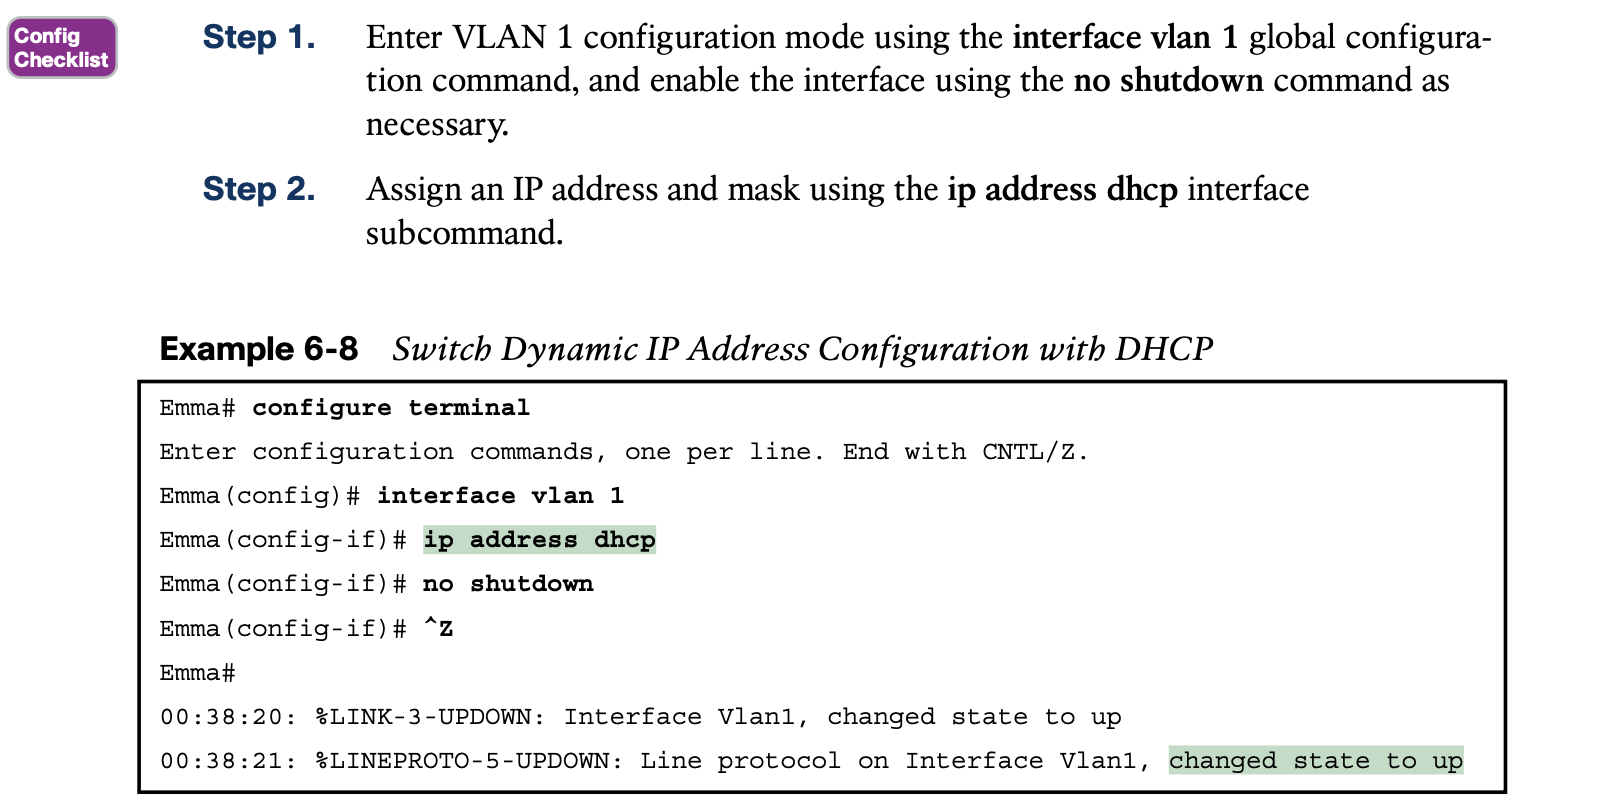 Config
Checklist
Step 1. Enter VLAN 1 configuration mode using the interface vlan 1 global configura-
tion command, and enable the interface using the no shutdown command as
necessary.
Step 2. Assign an IP address and mask using the ip address dhcp interface
subcommand.
Example 6-8 Switch Dynamic IP Address Configuration with DHCP
Emma# configure terminal
Enter configuration commands, one per line. End with CNTL/Z.
Emma(config)# interface vlan 1
Emma(config-if)# ip address dhcp
Emma(config-if)# no shutdown
Emma(config-if)# ^Z
Emma#
00:38:20: %LINK-3-UPDOWN: Interface Vlan1, changed state to up
00:38:21: %LINEPROTO-5-UPDOWN: Line protocol on Interface Vlan1, changed state to up